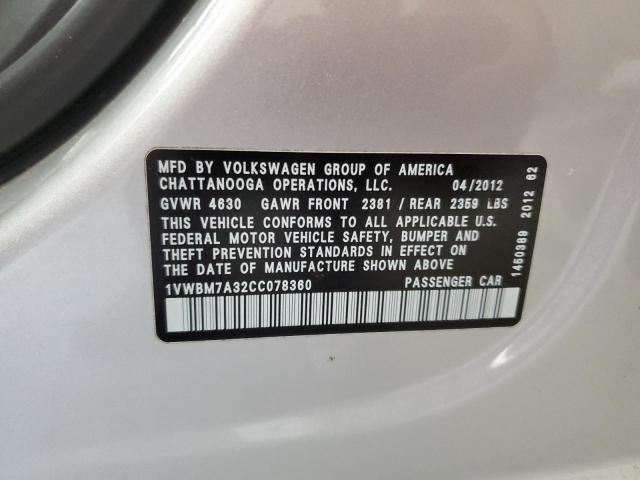 MFD BY VOLKSWAGEN GROUP OF AMERICA
CHATTANOOGA OPERATIONS, LLC. 04/2012
GVWR 4630 GAWR FRONT 2381 / REAR 2359 LBS
THIS VEHICLE CONFORMS TO ALL APPLICABLE U.S.
FEDERAL MOTOR VEHICLE SAFETY, BUMPER AND
THEFT PREVENTION STANDARDS IN EFFECT ON
THE DATE OF MANUFACTURE SHOWN ABOVE
1VWBM7A32CC078360 PASSENGER CAR
1450389 2012 62